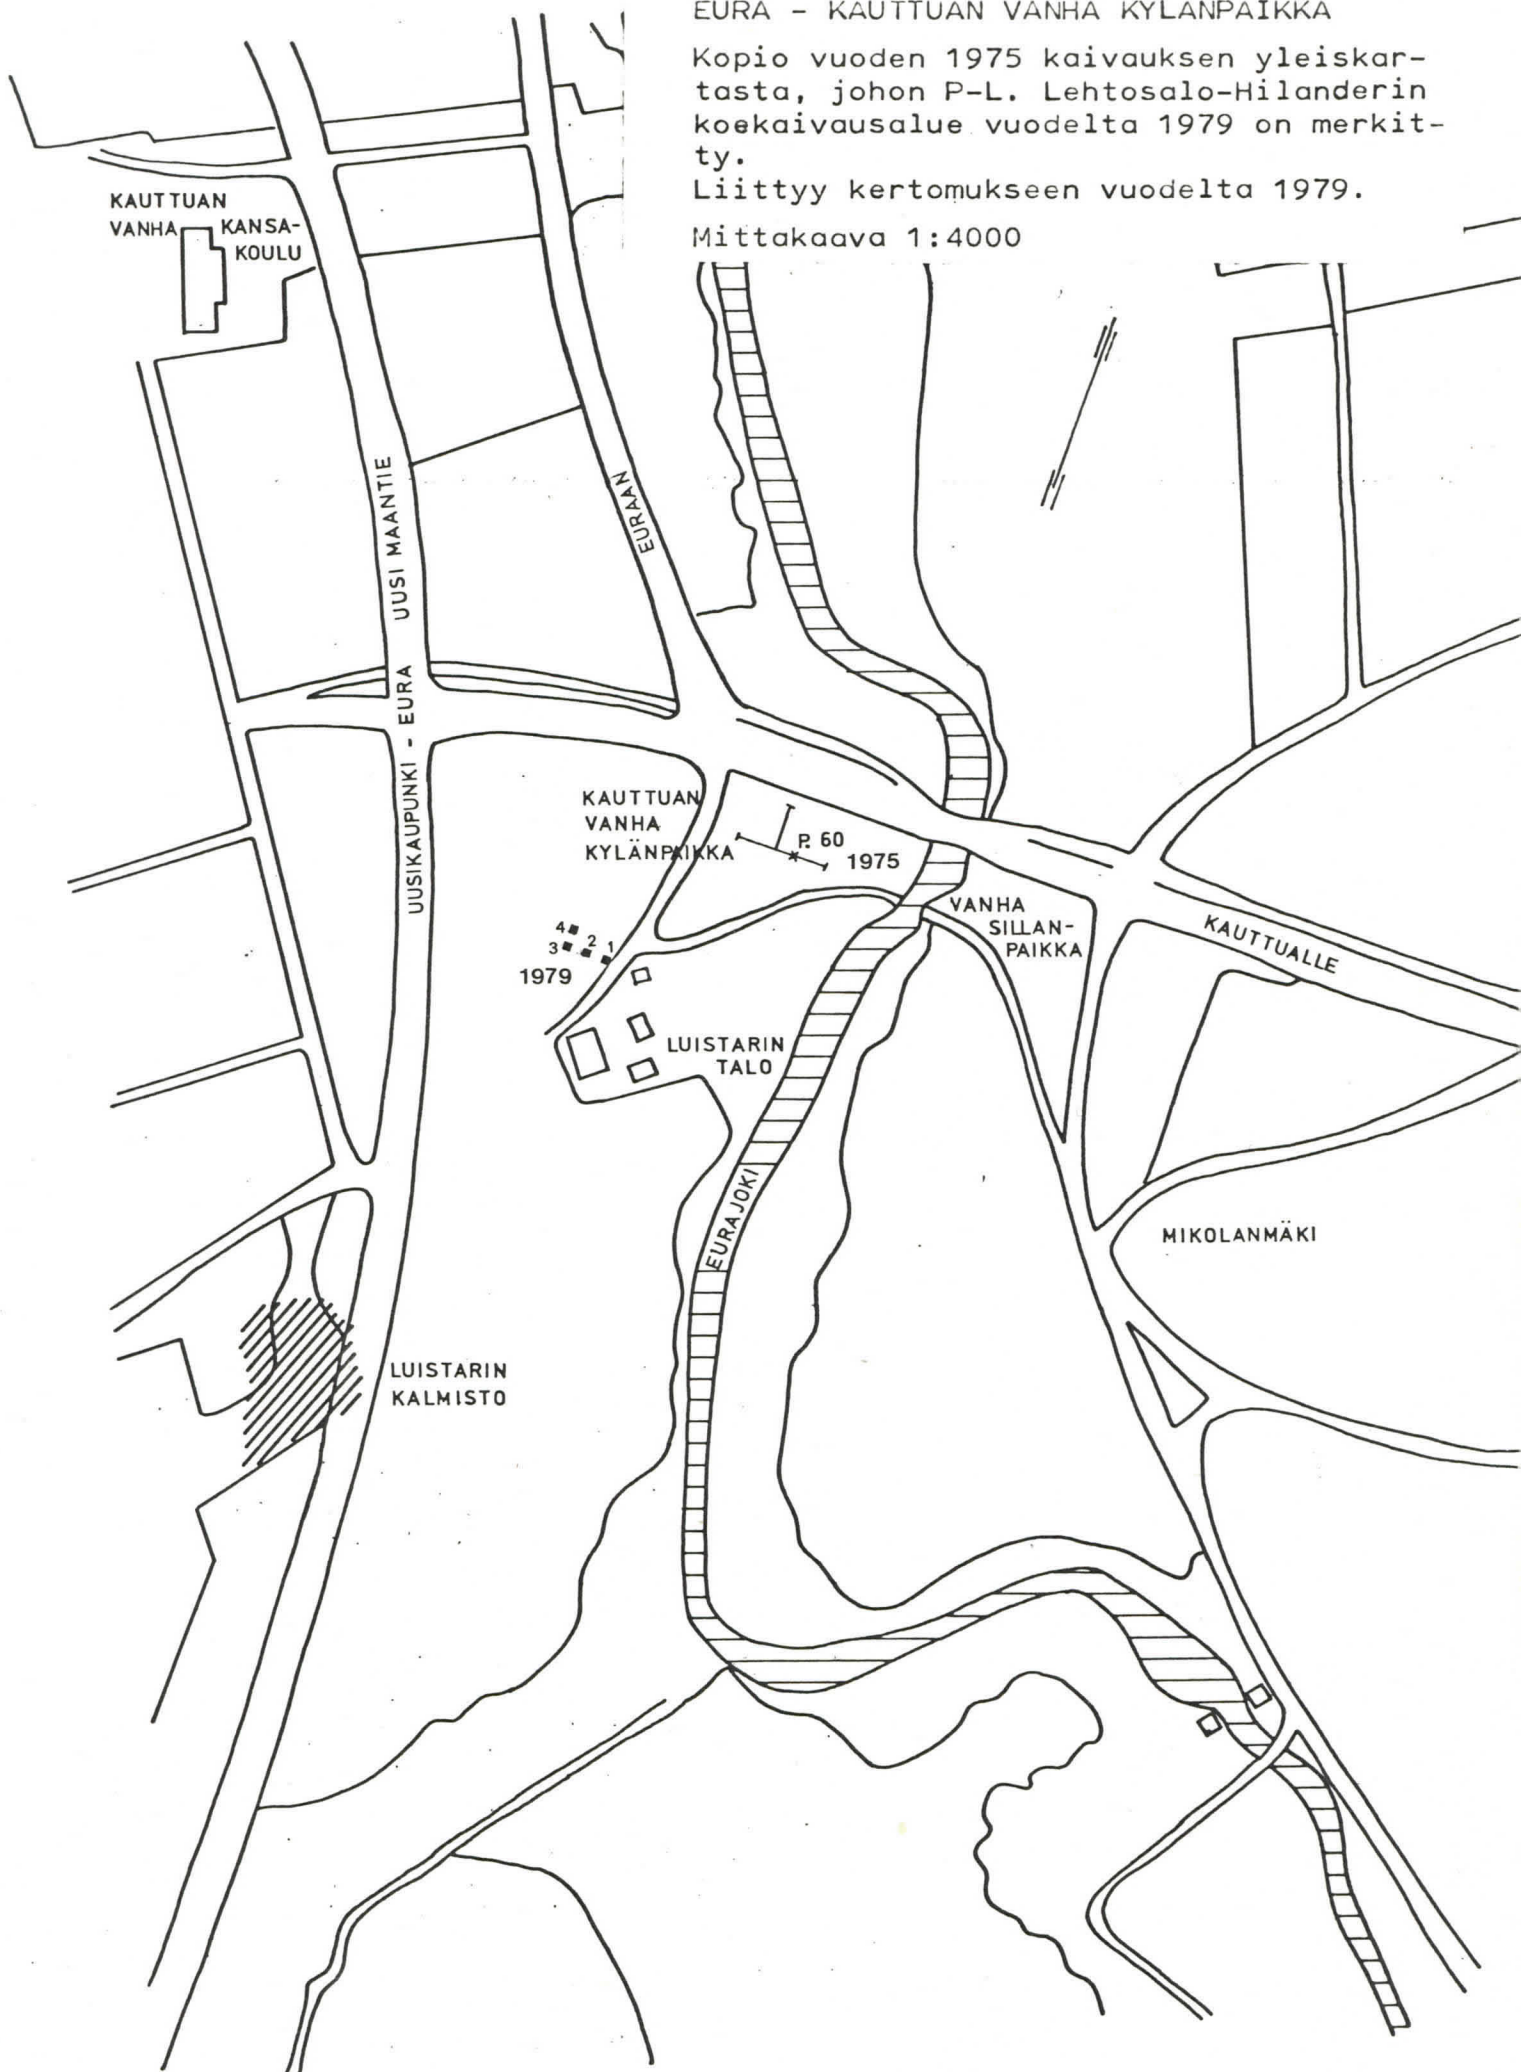 EURA - KAUTTUAN VANHA KYLÄNPAIKKA
Kopio vuoden 1975 kaivauksen yleiskar-
tasta, johon P-L. Lehtosalo-Hilanderin
koekaivausalue vuodelta 1979 on merkit-
ty.
Liittyy kertomukseen vuodelta 1979.
Mittakaava 1:4000
KAUTTUAN
VANHA KANSA-
KOULU
UUSIKAUPUNKI - EURA UUSI MAANTIE
EURAAN
KAUTTUAN
VANHA
KYLÄNPAIKKA
P. 60
1975
VANHA
SILLAN-
PAIKKA
KAUTTUALLE
4
3 2 1
1979
LUISTARIN
TALO
EURAJOKI
MIKOLANMÄKI
LUISTARIN
KALMISTO